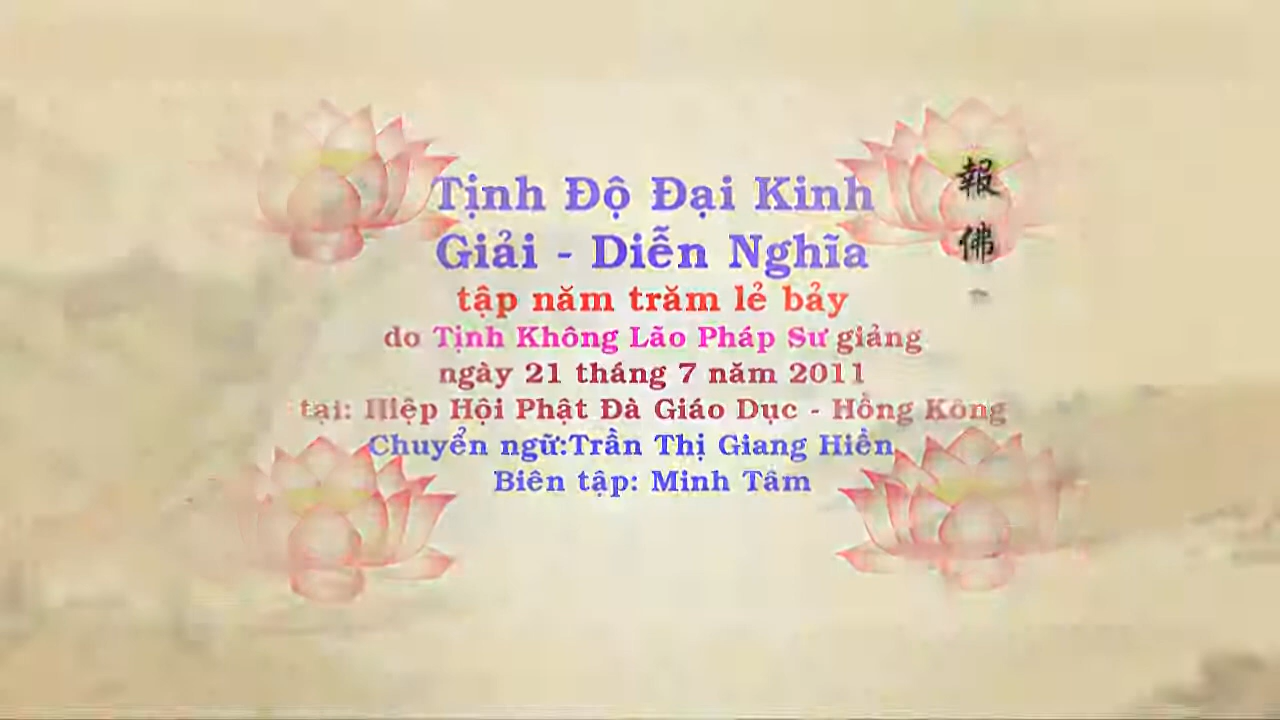 Tịnh Độ Đại Kinh
Giải - Diễn Nghĩa
tập năm trăm lẻ bảy
do Tịnh Không Lão Pháp Sư giảng
ngày 21 tháng 7 năm 2011
tại: Hiệp Hội Phật Đà Giáo Dục - Hồng Kông
Chuyển ngữ:Trần Thị Giang Hiền
Biên tập: Minh Tâm
報佛